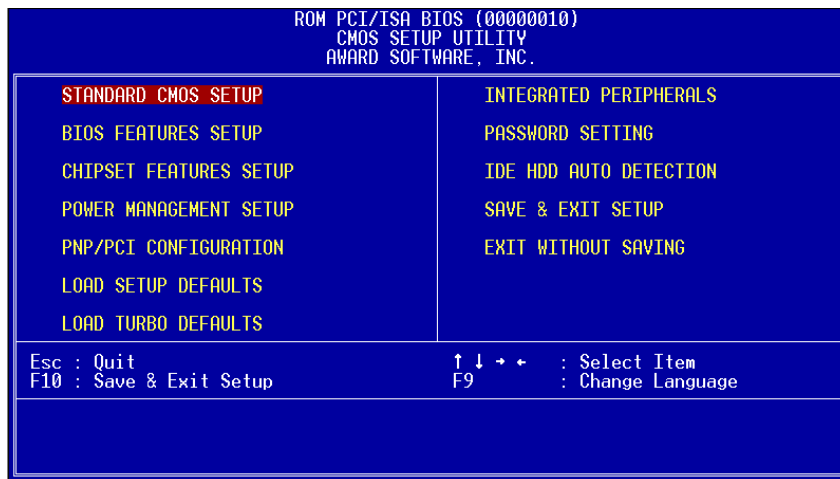 ROM PCI/ISA BIOS (00000010)
CMOS SETUP UTILITY
AWARD SOFTWARE, INC.
STANDARD CMOS SETUP
BIOS FEATURES SETUP
CHIPSET FEATURES SETUP
POWER MANAGEMENT SETUP
PNP/PCI CONFIGURATION
LOAD SETUP DEFAULTS
LOAD TURBO DEFAULTS
INTEGRATED PERIPHERALS
PASSWORD SETTING
IDE HDD AUTO DETECTION
SAVE & EXIT SETUP
EXIT WITHOUT SAVING
Esc : Quit
F10 : Save & Exit Setup
↑ ↓ → ← : Select Item
F9 : Change Language